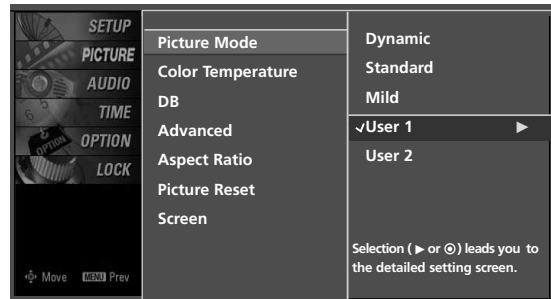 SETUP
PICTURE
AUDIO
TIME
OPTION
LOCK
Move MENU Prev
Picture Mode
Color Temperature
DB
Advanced
Aspect Ratio
Picture Reset
Screen
Dynamic
Standard
Mild
✓User 1 ►
User 2
Selection ( ► or ⊙ ) leads you to
the detailed setting screen.